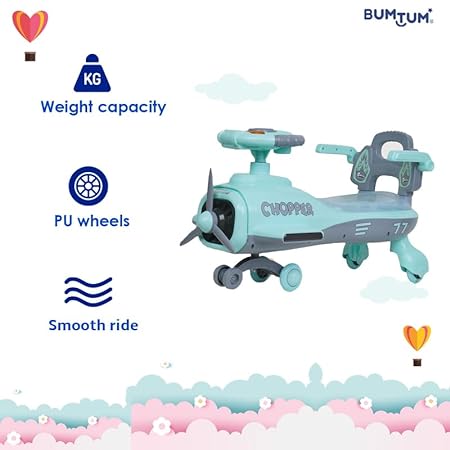 BUMTUM
KG
Weight capacity
PU wheels
CHOPPER
77
Smooth ride